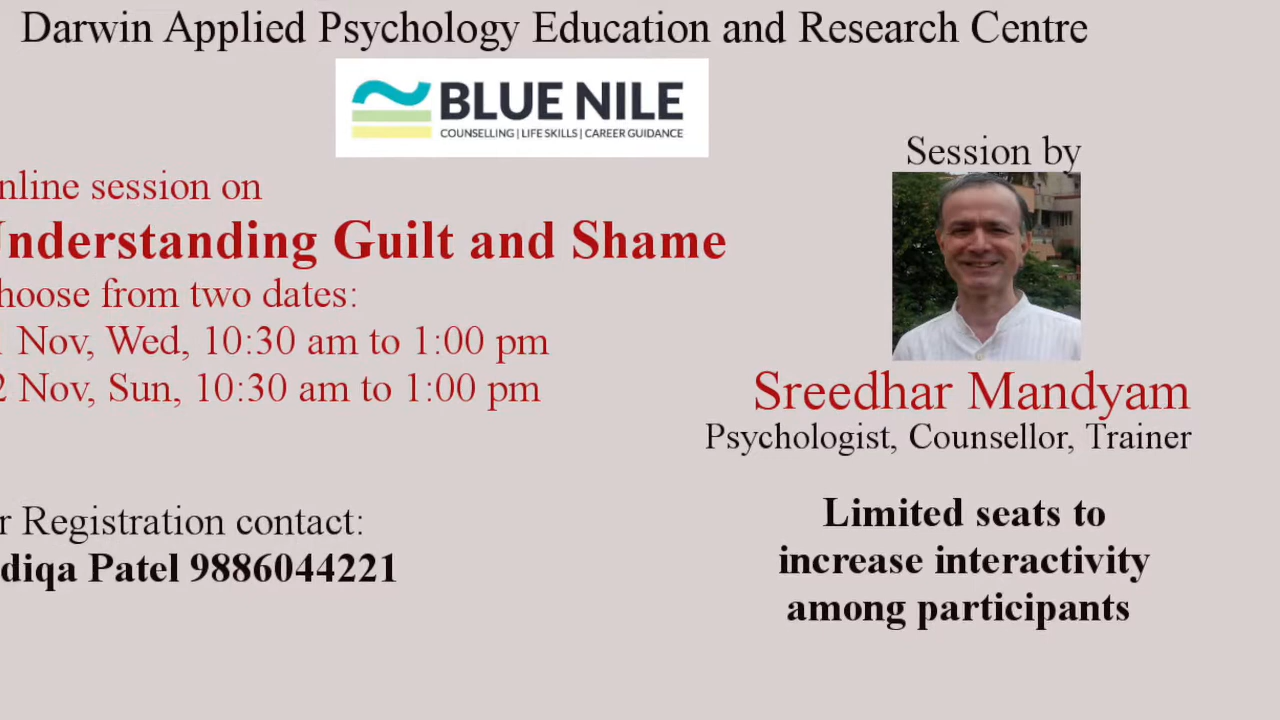 Darwin Applied Psychology Education and Research Centre
BLUE NILE
COUNSELLING | LIFE SKILLS | CAREER GUIDANCE
Session by
nline session on
nderstanding Guilt and Shame
hoose from two dates:
Nov, Wed, 10:30 am to 1:00 pm
2 Nov, Sun, 10:30 am to 1:00 pm
Sreedhar Mandyam
Psychologist, Counsellor, Trainer
r Registration contact:
diqa Patel 9886044221
Limited seats to
increase interactivity
among participants